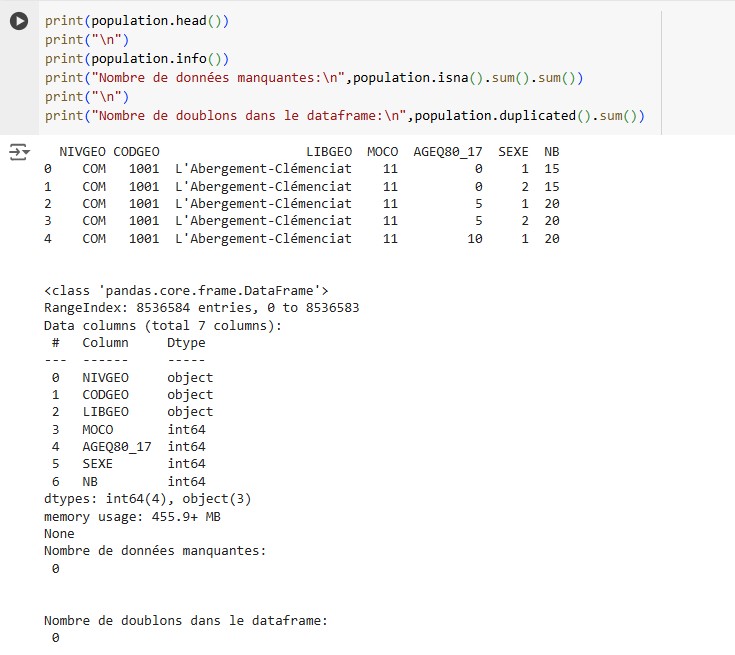 print(population.head())
print("\n")
print(population.info())
print("Nombre de données manquantes:\n",population.isna().sum().sum())
print("\n")
print("Nombre de doublons dans le dataframe:\n",population.duplicated().sum())
NIVGEO CODGEO LIBGEO MOCO AGEQ80_17 SEXE NB
0 COM 1001 L'Abergement-Clémenciat 11 0 1 15
1 COM 1001 L'Abergement-Clémenciat 11 0 2 15
2 COM 1001 L'Abergement-Clémenciat 11 5 1 20
3 COM 1001 L'Abergement-Clémenciat 11 5 2 20
4 COM 1001 L'Abergement-Clémenciat 11 10 1 20
<class 'pandas.core.frame.DataFrame'>
RangeIndex: 8536584 entries, 0 to 8536583
Data columns (total 7 columns):
# Column Dtype
--- ------ -----
0 NIVGEO object
1 CODGEO object
2 LIBGEO object
3 MOCO int64
4 AGEQ80_17 int64
5 SEXE int64
6 NB int64
dtypes: int64(4), object(3)
memory usage: 455.9+ MB
None
Nombre de données manquantes:
0
Nombre de doublons dans le dataframe:
0